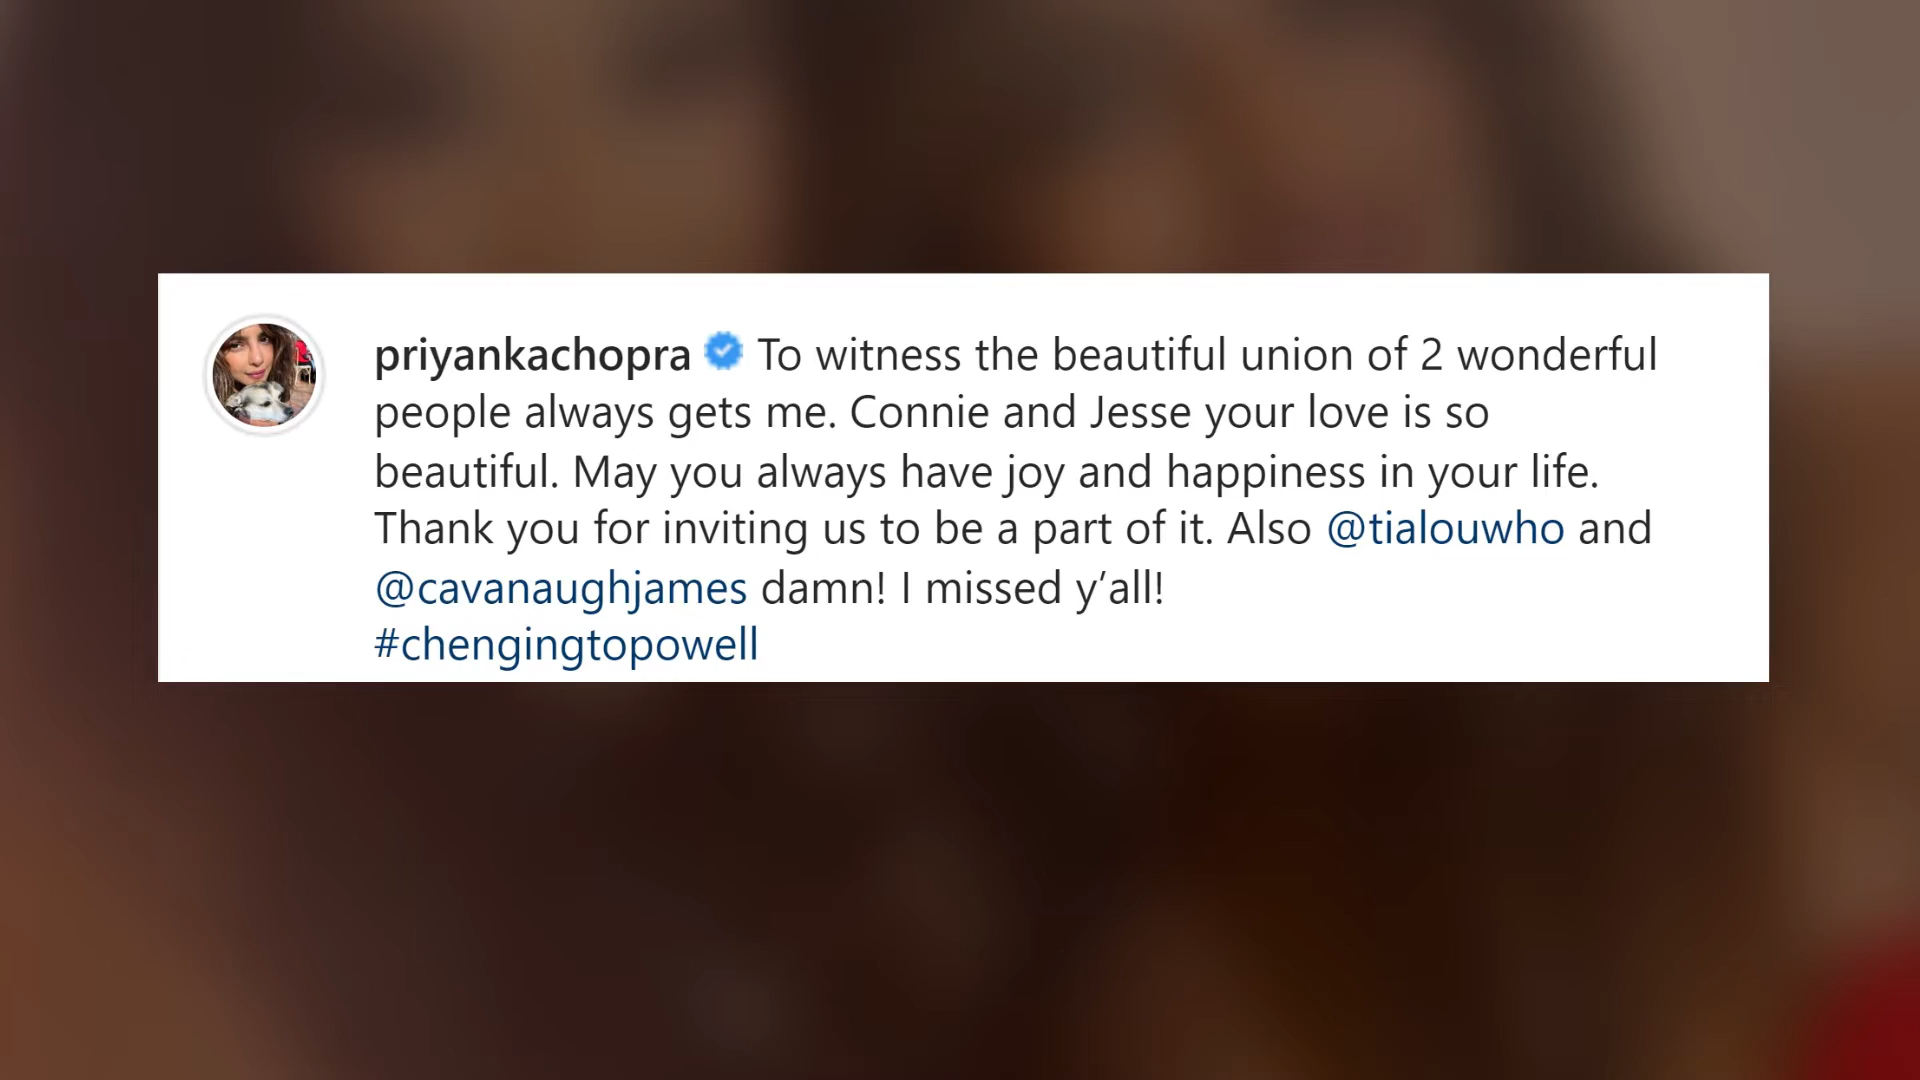 priyankachopra To witness the beautiful union of 2 wonderful
people always gets me. Connie and Jesse your love is so
beautiful. May you always have joy and happiness in your life.
Thank you for inviting us to be a part of it. Also @tialouwho and
@cavanaughjames damn! I missed y’all!
#chengingtopowell